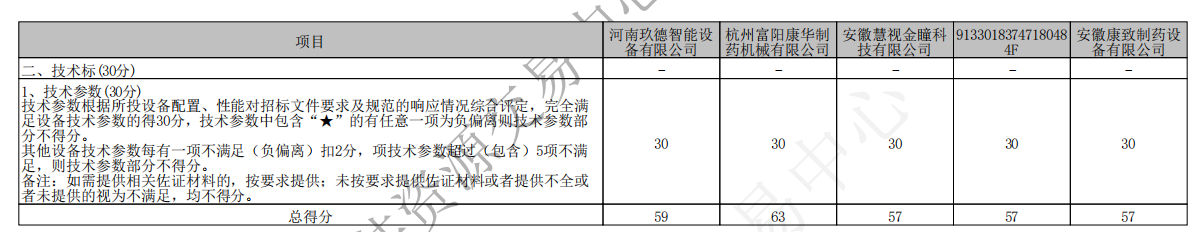 项目
河南玖德智能设
备有限公司
杭州富阳康华制
药机械有限公司
安徽慧视金瞳科
技有限公司
9133018374718048
4F
安徽康致制药设
备有限公司
二、技术标(30分)
– – – – –
1、技术参数(30分)
技术参数根据所投设备配置、性能对招标文件要求及规范的响应情况综合评定，完全满
足设备技术参数的得30分，技术参数中包含“★”的有任意一项为负偏离则技术参数部
分不得分。
其他设备技术参数每有一项不满足（负偏离）扣2分，项技术参数超过（包含）5项不满
足，则技术参数部分不得分。
备注：如需提供相关佐证材料的，按要求提供；未按要求提供佐证材料或者提供不全或
者未提供的视为不满足，均不得分。
30 30 30 30 30
总得分 59 63 57 57 57
共资源交易中心
易中心